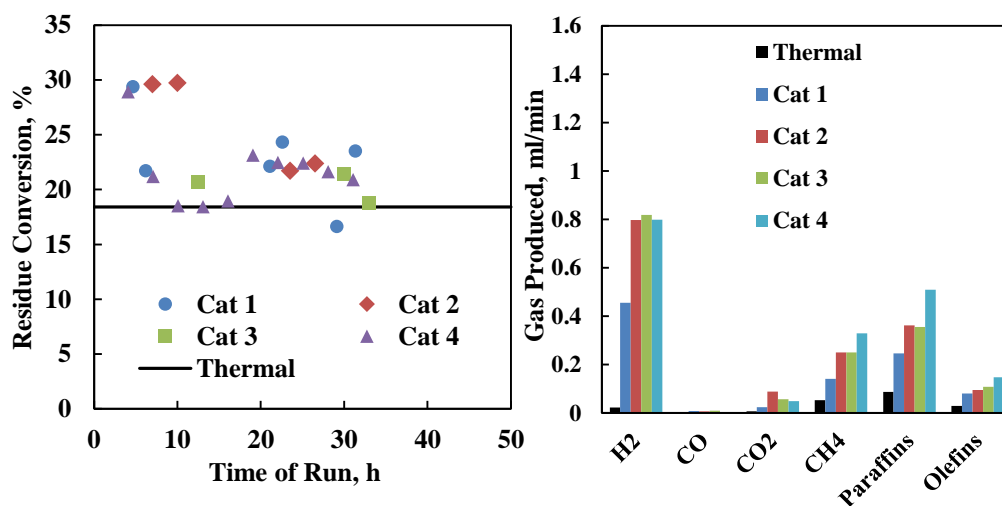 35
30
25
20
15
10
5
0
Residue Conversion, %
Cat 1
Cat 2
Cat 3
Cat 4
Thermal
0 10 20 30 40 50
Time of Run, h
1.6
1.4
1.2
1
0.8
0.6
0.4
0.2
0
Gas Produced, ml/min
Thermal
Cat 1
Cat 2
Cat 3
Cat 4
H2
CO
CO2
CH4
Paraffins
Olefins